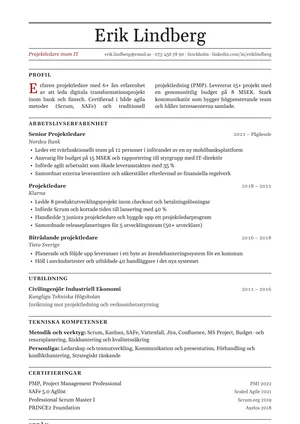 Erik Lindberg
Projektledare inom IT
erik.lindberg@email.se · 073-456 78 90 · Stockholm · linkedin.com/in/eriklindberg
PROFIL
Erfaren projektledare med 6+ års erfarenhet
av att leda digitala transformationsprojekt
inom bank och fintech. Certifierad i både agila
metoder (Scrum, SAFe) och traditionell
projektledning (PMP). Levererat 15+ projekt med
en genomsnittlig budget på 8 MSEK. Stark
kommunikatör som bygger högpresterande team
och håller intressenterna samlade.
ARBETSLIVSERFARENHET
Senior Projektledare 2021 – Pågående
Nordea Bank
• Leder ett tvärfunktionellt team på 12 personer i införandet av en ny mobilbanksplattform
• Ansvarig för budget på 15 MSEK och rapportering till styrgrupp med IT-direktör
• Införde agilt arbetssätt som ökade leveranstakten med 35 %
• Samordnar externa leverantörer och säkerställer efterlevnad av finansiella regelverk
Projektledare 2018 – 2021
Klarna
• Ledde 8 produktutvecklingsprojekt inom checkout och betalningslösningar
• Införde Scrum och kortade tiden till lansering med 40 %
• Handledde 3 juniora projektledare och byggde upp ett projektledarprogram
• Samordnade releaseplaneringen för 5 utvecklingsteam (50+ utvecklare)
Biträdande projektledare 2016 – 2018
Tieto Sverige
• Planerade och följde upp leveranser i ett byte av ärendehanteringssystem för en kommun
• Höll i användartester och utbildade 40 handläggare i det nya systemet
UTBILDNING
Civilingenjör Industriell Ekonomi 2011 – 2016
Kungliga Tekniska Högskolan
Inriktning mot projektledning och verksamhetsstyrning
TEKNISKA KOMPETENSER
Metodik och verktyg: Scrum, Kanban, SAFe, Vattenfall, Jira, Confluence, MS Project, Budget- och
resursplanering, Riskhantering och kvalitetssäkring
Personliga: Ledarskap och teamutveckling, Kommunikation och presentation, Förhandling och
konflikthantering, Strategiskt tänkande
CERTIFIERINGAR
PMP, Project Management Professional PMI 2022
SAFe 5.0 Agilist Scaled Agile 2021
Professional Scrum Master I Scrum.org 2019
PRINCE2 Foundation Axelos 2018